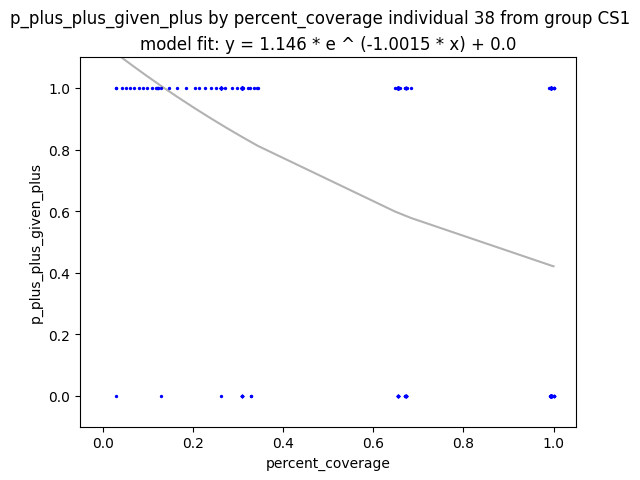 p_plus_plus_given_plus by percent_coverage individual 38 from group CS1
model fit: y = 1.146 * e ^ (-1.0015 * x) + 0.0
1.0
0.8
0.6
0.4
0.2
0.0
p_plus_plus_given_plus
0.0 0.2 0.4 0.6 0.8 1.0
percent_coverage